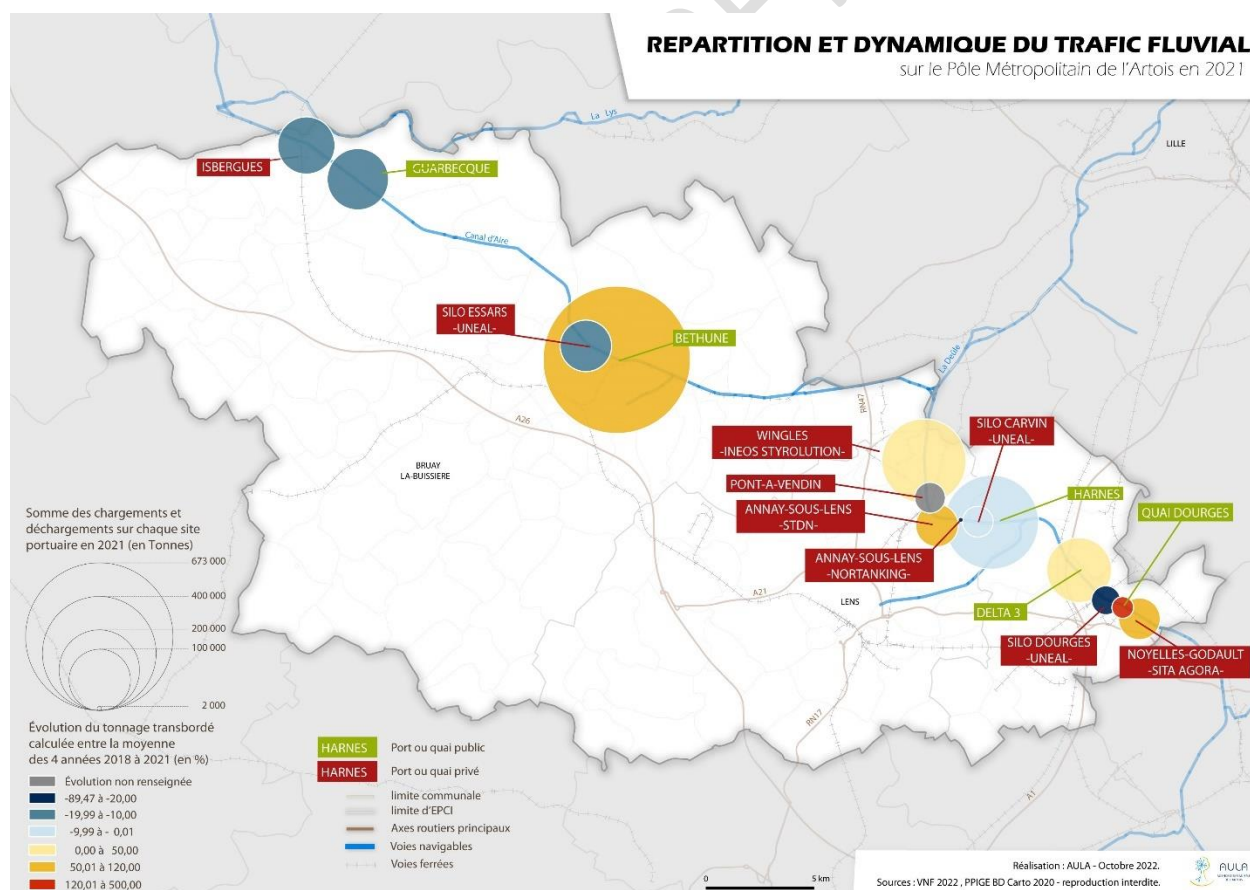 REPARTITION ET DYNAMIQUE DU TRAFIC FLUVIAL
sur le Pôle Métropolitain de l'Artois en 2021
La Lys
LILLE
ISBERGUES
GUARBECQUE
Canal d'Aire
SILO ESSARS
-UNEAL-
BETHUNE
La Deûle
RN47
A26
WINGLES
-INEOS STYROLUTION-
SILO CARVIN
-UNEAL-
BRUAY
LA-BUISSIERE
PONT-A-VENDIN
HARNES
ANNAY-SOUS-LENS
-STDN-
QUAI DOURGES
ANNAY-SOUS-LENS
-NORTANKING-
A21
LENS
DELTA 3
SILO DOURGES
-UNEAL-
NOYELLES-GODAULT
-SITA AGORA-
RN17
A1
Somme des chargements et
déchargements sur chaque site
portuaire en 2021 (en Tonnes)
673 000
400 000
200 000
100 000
2 000
Évolution du tonnage transbordé
calculée entre la moyenne
des 4 années 2018 à 2021 (en %)
Évolution non renseignée
-89,47 à -20,00
-19,99 à -10,00
-9,99 à - 0,01
0,00 à 50,00
50,01 à 120,00
120,01 à 500,00
HARNES Port ou quai public
HARNES Port ou quai privé
limite communale
limite d'EPCI
Axes routiers principaux
Voies navigables
Voies ferrées
0 5 km
Réalisation : AULA - Octobre 2022.
Sources : VNF 2022 , PPIGE BD Carto 2020 - reproduction interdite.
AULA